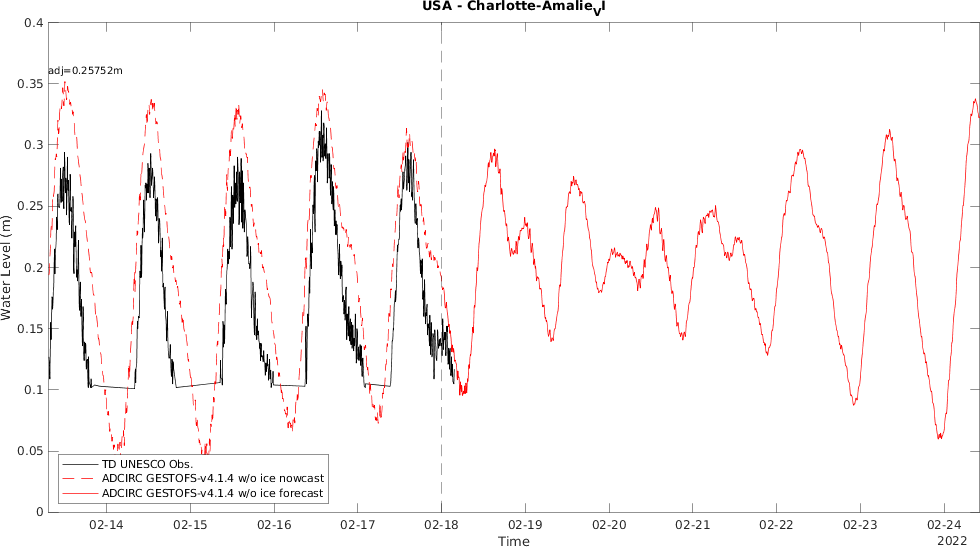 USA - Charlotte-AmalieVI
0.4
adj=0.25752m
0.35
0.3
0.25
0.2
0.15
0.1
0.05
0
Water Level (m)
TD UNESCO Obs.
ADCIRC GESTOFS-v4.1.4 w/o ice nowcast
ADCIRC GESTOFS-v4.1.4 w/o ice forecast
02-14 02-15 02-16 02-17 02-18 02-19 02-20 02-21 02-22 02-23 02-24
Time
2022